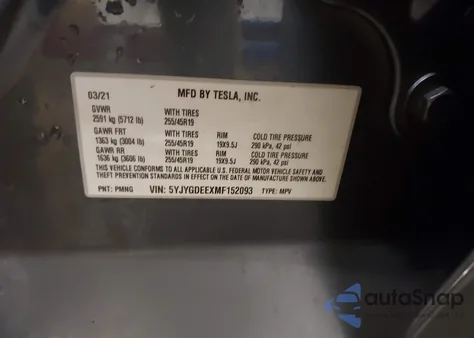 03/21 MFD BY TESLA, INC.
GVWR WITH TIRES
2591 kg (5712 lb) 255/45R19
GAWR FRT WITH TIRES RIM COLD TIRE PRESSURE
1363 kg (3004 lb) 255/45R19 19X9.5J 290 kPa, 42 psi
GAWR RR WITH TIRES RIM COLD TIRE PRESSURE
1636 kg (3606 lb) 255/45R19 19X9.5J 290 kPa, 42 psi
THIS VEHICLE CONFORMS TO ALL APPLICABLE U.S. FEDERAL MOTOR VEHICLE SAFETY AND
THEFT PREVENTION STANDARDS IN EFFECT ON THE DATE OF MANUFACTURE SHOWN ABOVE.
PNT: PMNG VIN: 5YJYGDEEXMF152093 TYPE: MPV
autoSnap